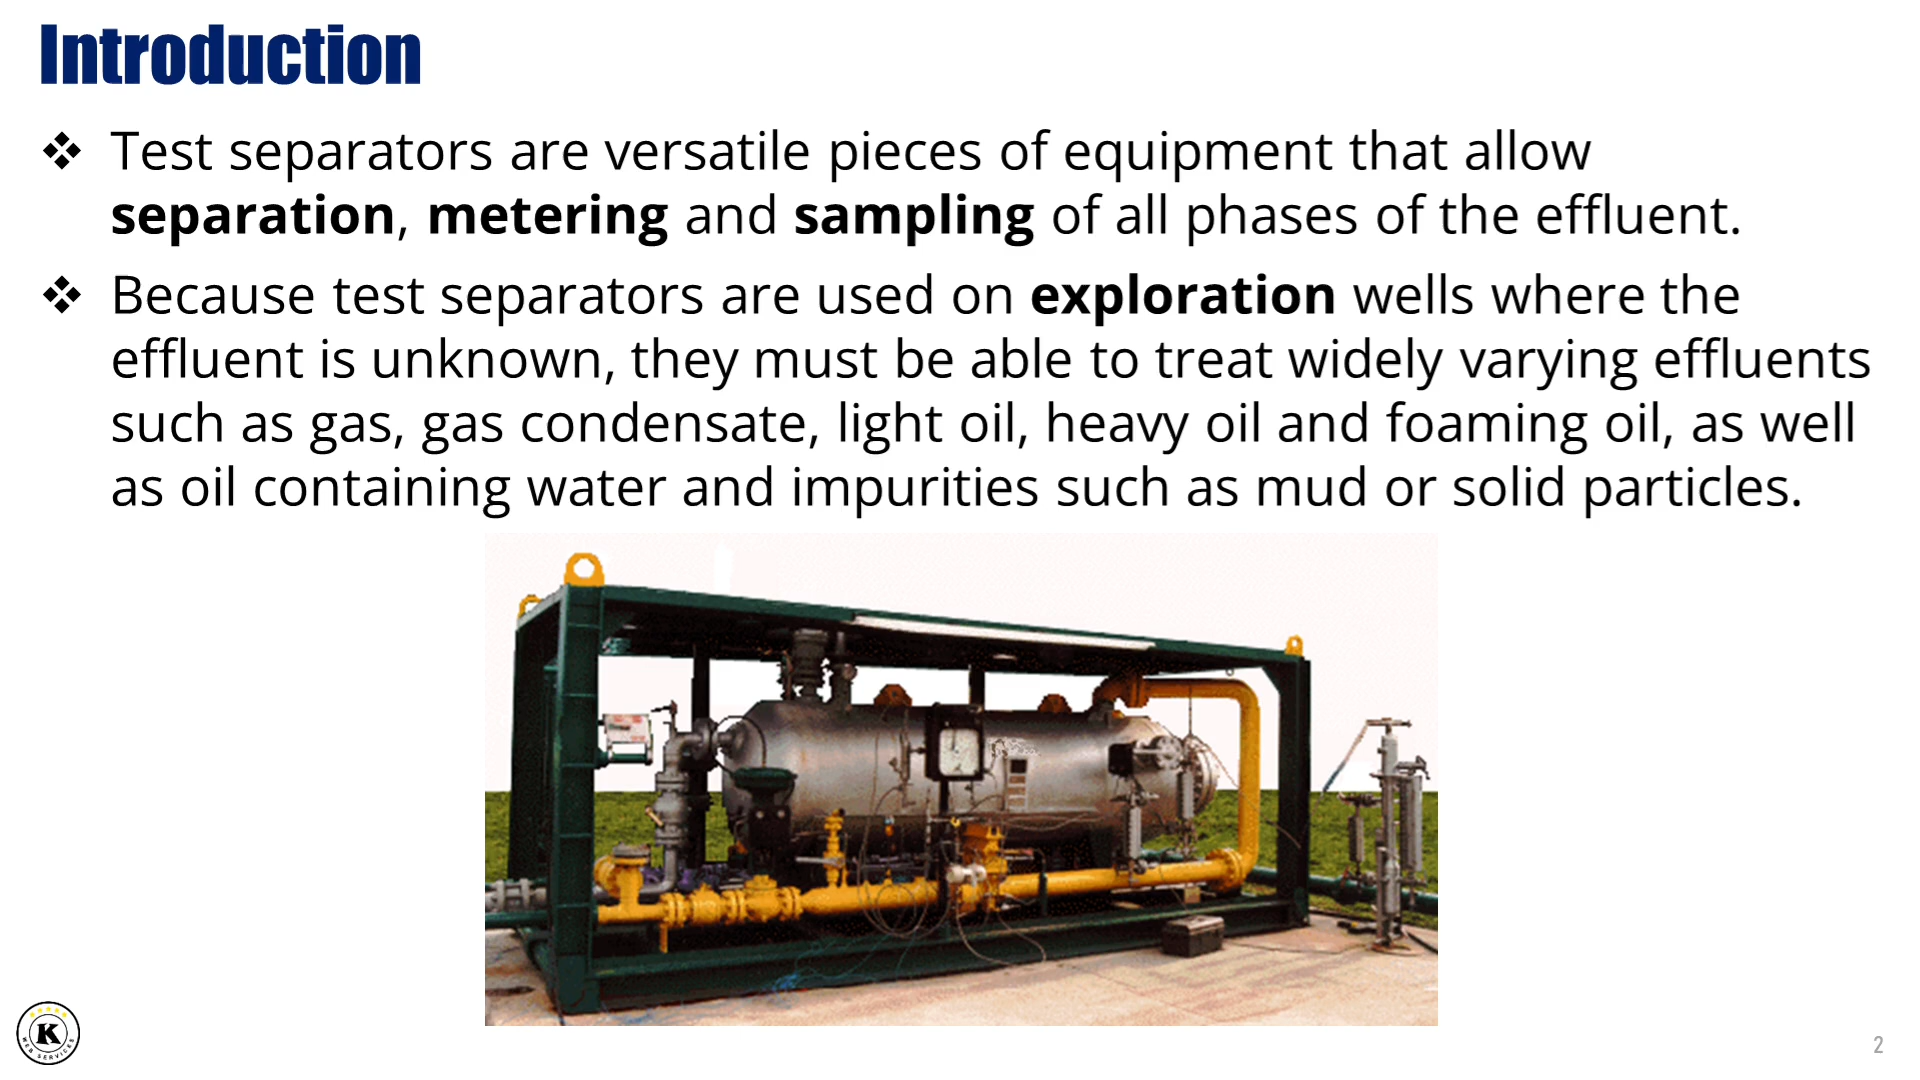 Introduction
❖ Test separators are versatile pieces of equipment that allow
separation, metering and sampling of all phases of the effluent.
❖ Because test separators are used on exploration wells where the
effluent is unknown, they must be able to treat widely varying effluents
such as gas, gas condensate, light oil, heavy oil and foaming oil, as well
as oil containing water and impurities such as mud or solid particles.
K
WEB SERVICES
2